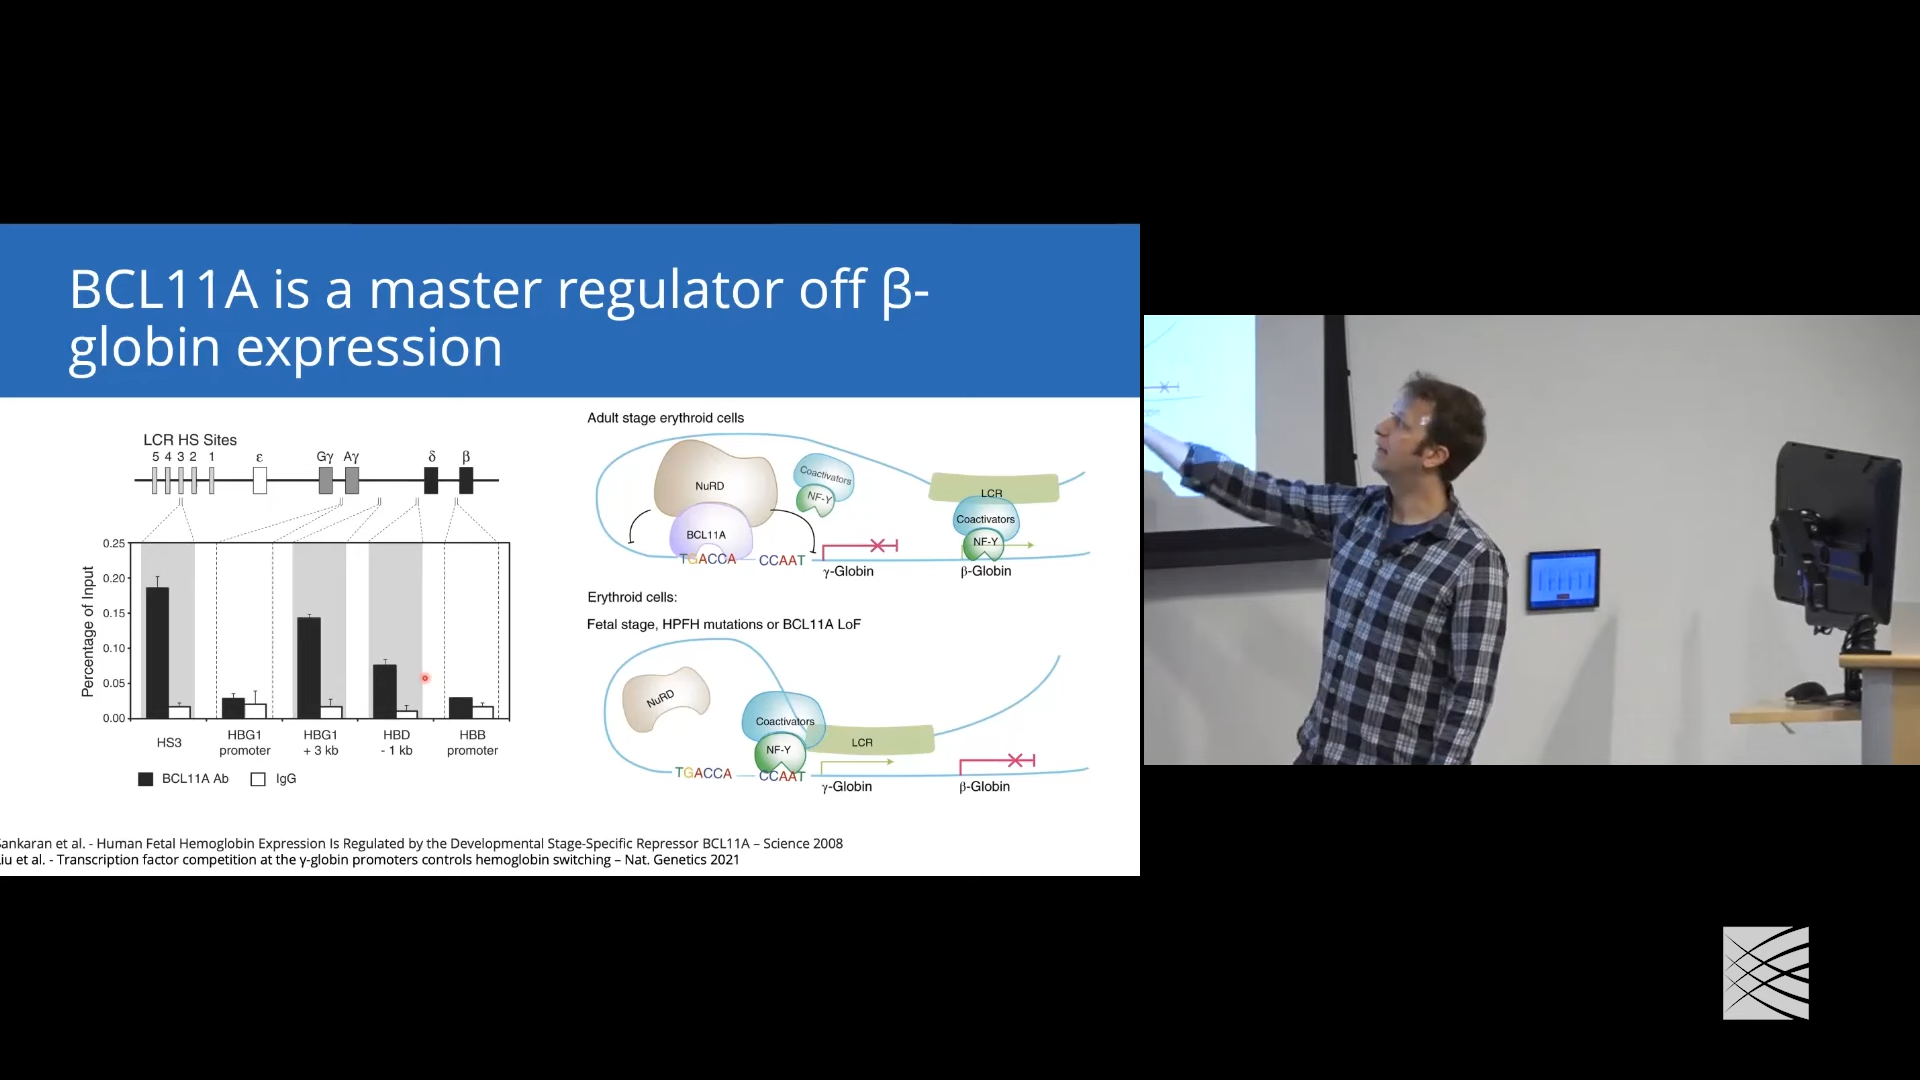 BCL11A is a master regulator off β-
globin expression
LCR HS Sites
5 4 3 2 1 ε Gγ Aγ δ β
Percentage of Input
0.25
0.20
0.15
0.10
0.05
0.00
HS3
HBG1
promoter
HBG1
+ 3 kb
HBD
- 1 kb
HBB
promoter
BCL11A Ab IgG
Adult stage erythroid cells
NuRD
BCL11A
Coactivators
NF-Y
LCR
Coactivators
NF-Y
TGACCA CCAAT
γ-Globin β-Globin
Erythroid cells:
Fetal stage, HPFH mutations or BCL11A LoF
NuRD
Coactivators
NF-Y
LCR
TGACCA CCAAT
γ-Globin β-Globin
Sankaran et al. - Human Fetal Hemoglobin Expression Is Regulated by the Developmental Stage-Specific Repressor BCL11A – Science 2008
iu et al. - Transcription factor competition at the γ-globin promoters controls hemoglobin switching – Nat. Genetics 2021